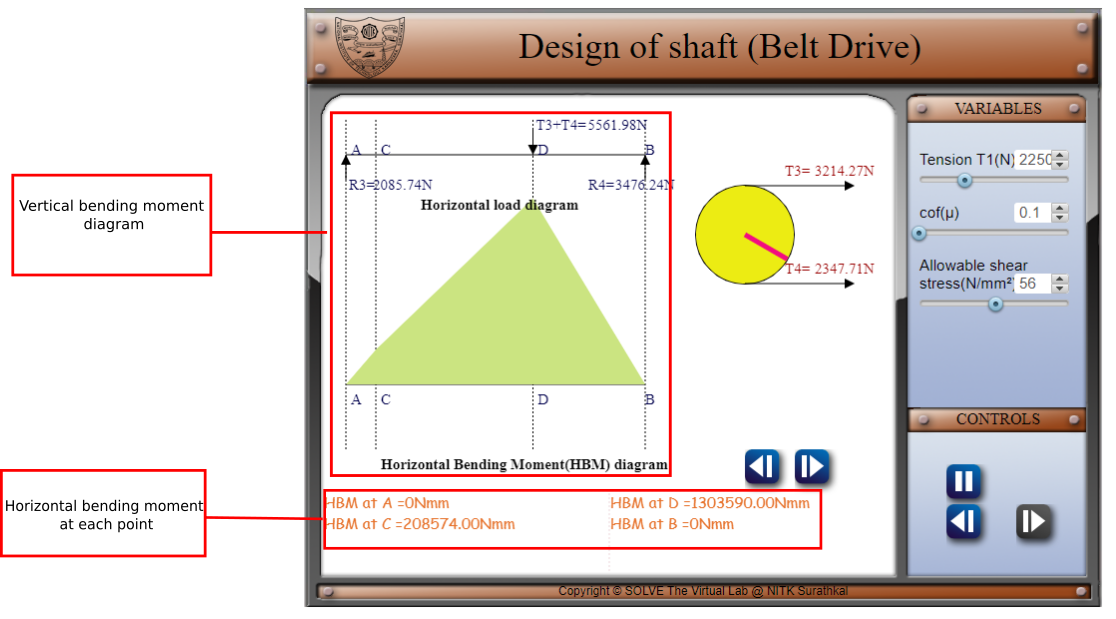 Design of shaft (Belt Drive)
T3+T4=5561.98N
A C D B
R3=2085.74N R4=3476.24N
Horizontal load diagram
A C D B
Horizontal Bending Moment(HBM) diagram
T3= 3214.27N
T4= 2347.71N
HBM at A =0Nmm
HBM at C =208574.00Nmm
HBM at D =1303590.00Nmm
HBM at B =0Nmm
Vertical bending moment
diagram
Horizontal bending moment
at each point
VARIABLES
Tension T1(N) 2250
cof(μ) 0.1
Allowable shear
stress(N/mm² 56
CONTROLS
Copyright © SOLVE The Virtual Lab @ NITK Surathkal